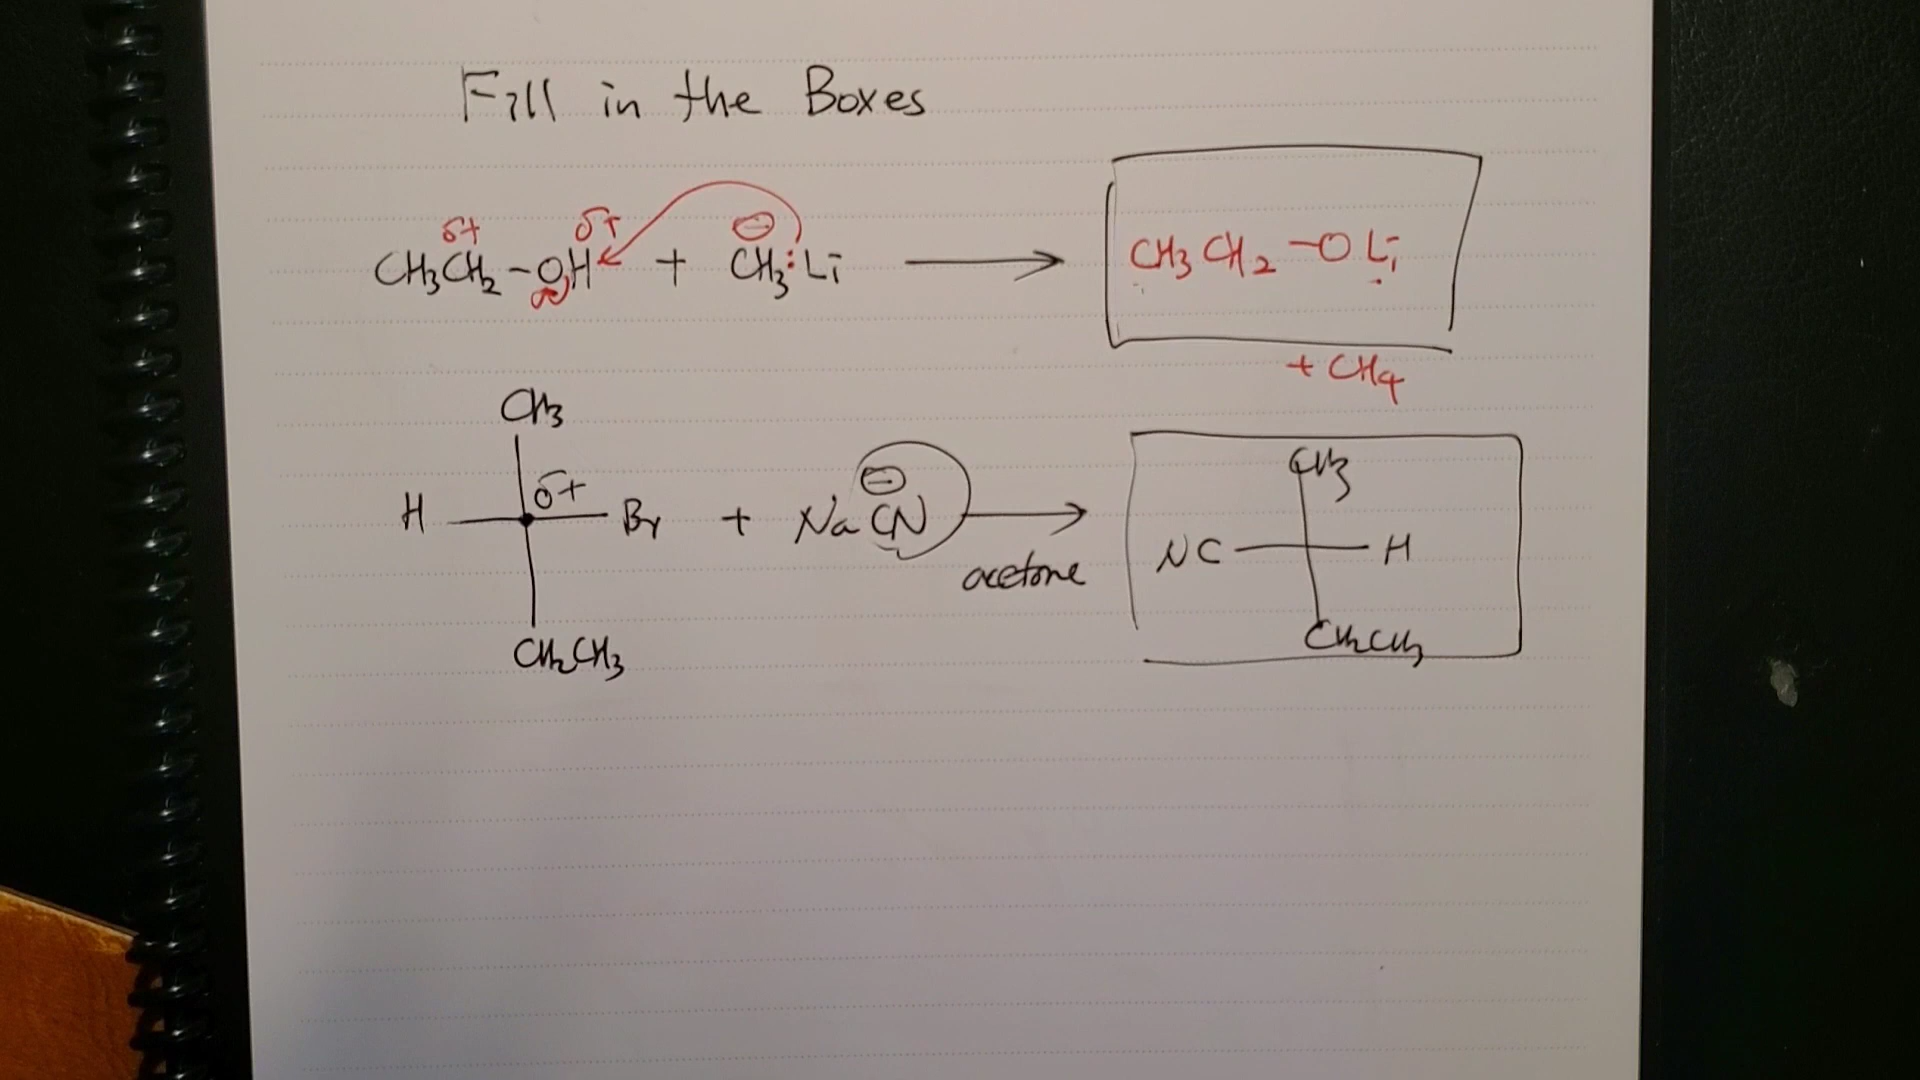 Fill in the Boxes
δ+ δ+ ⊖
CH3CH2-OH + CH3:Li → CH3CH2-OLi
+ CH4
CH3 CH3
δ+ ⊖
H Br + NaCN → NC H
acetone
CH2CH3 CH2CH3